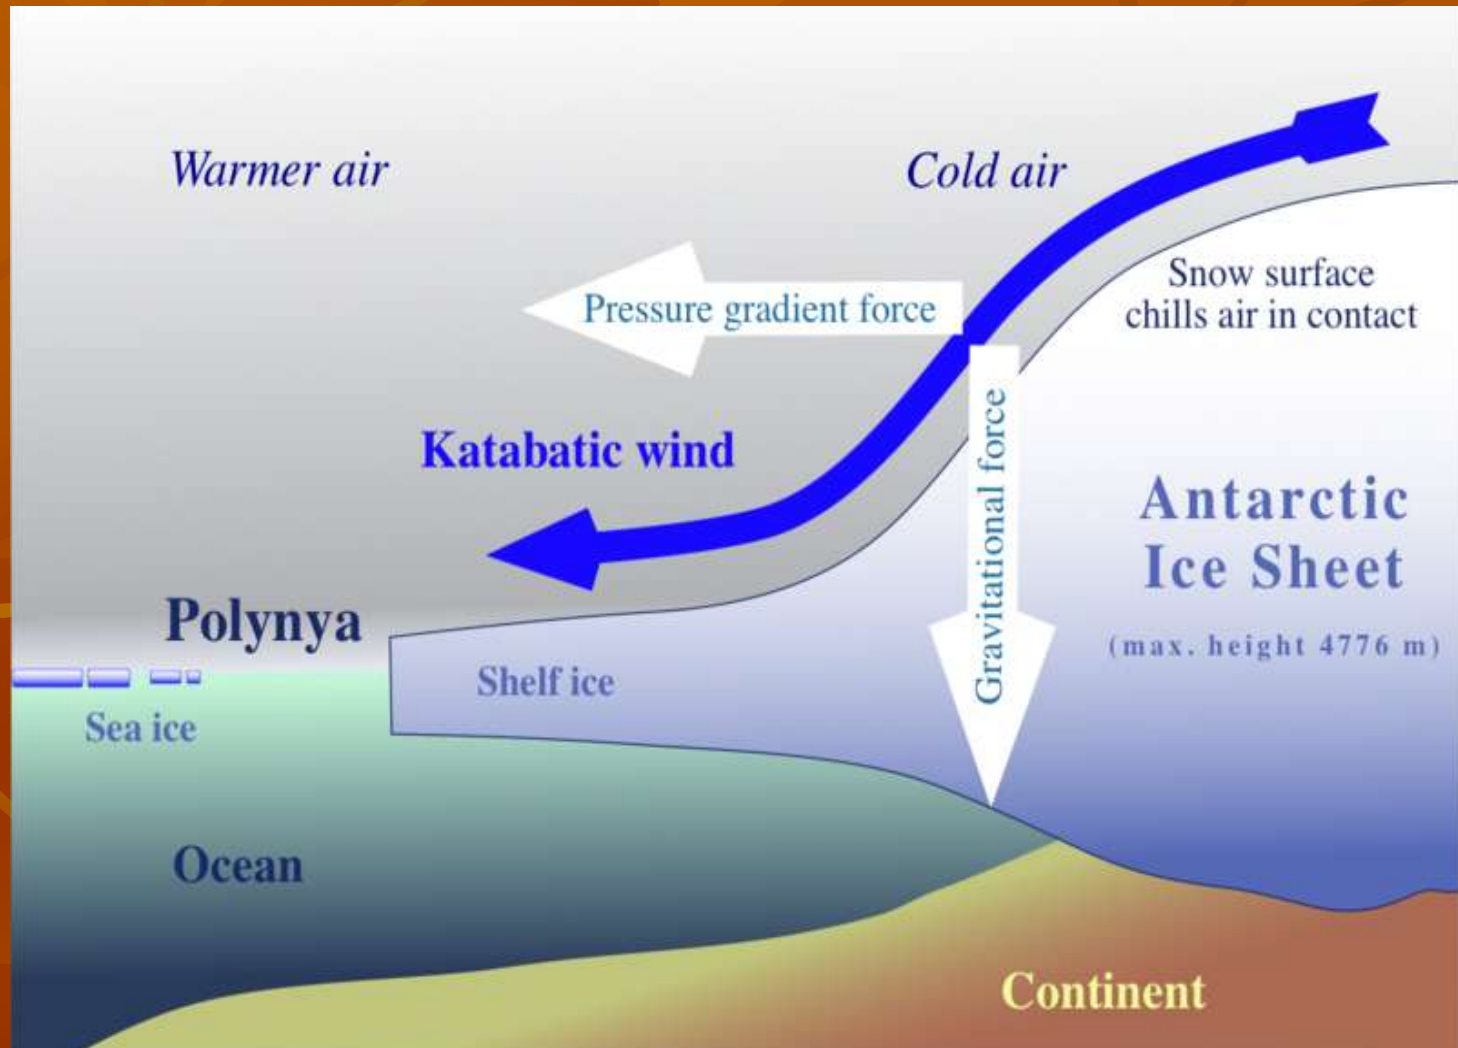 Warmer air
Cold air
Snow surface
chills air in contact
Pressure gradient force
Gravitational force
Katabatic wind
Antarctic
Ice Sheet
(max. height 4776 m)
Polynya
Shelf ice
Sea ice
Ocean
Continent